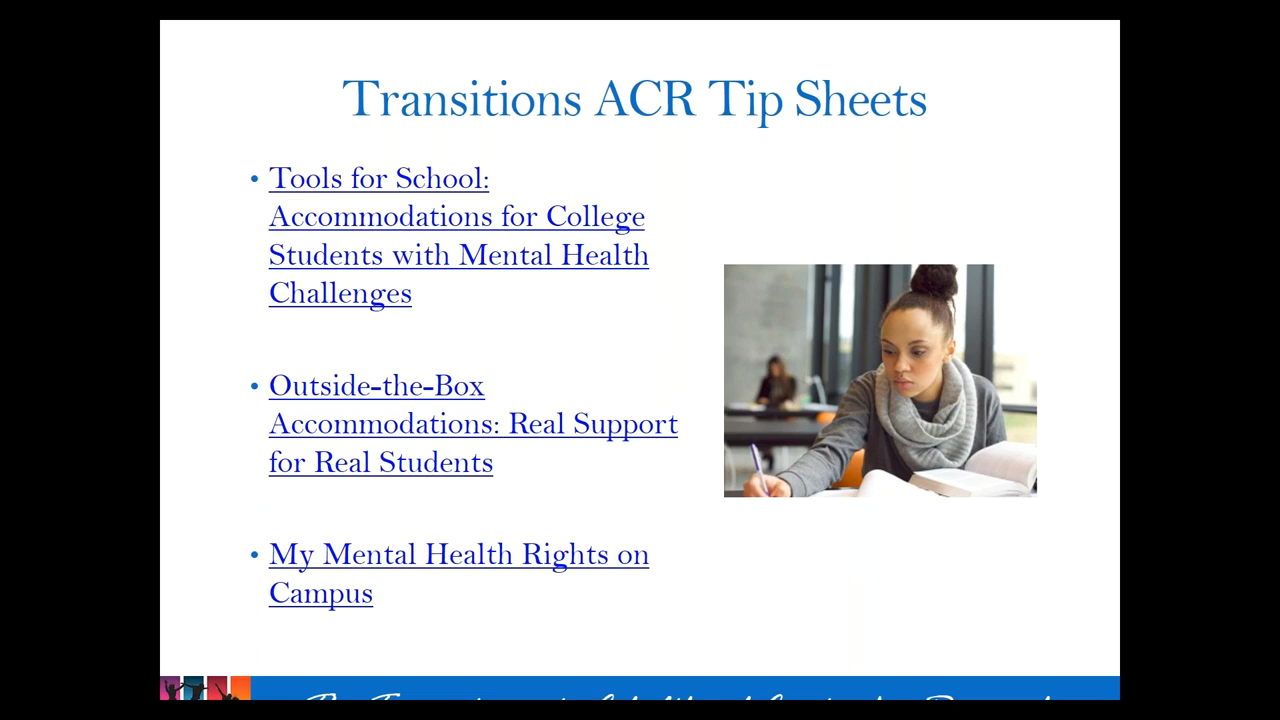 Transitions ACR Tip Sheets
• Tools for School:
Accommodations for College
Students with Mental Health
Challenges
• Outside-the-Box
Accommodations: Real Support
for Real Students
• My Mental Health Rights on
Campus